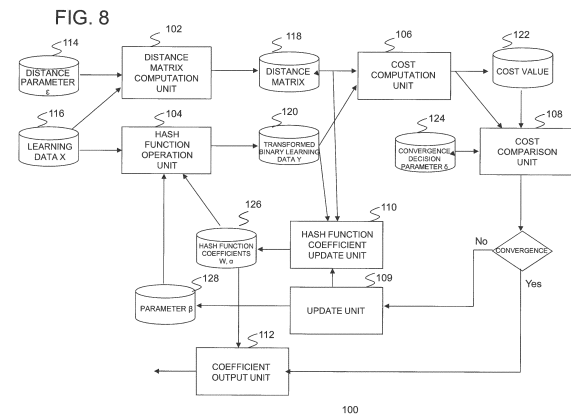 FIG. 8
114
DISTANCE
PARAMETER ε
102
DISTANCE
MATRIX
COMPUTATION
UNIT
118
DISTANCE
MATRIX
106
COST
COMPUTATION
UNIT
122
COST VALUE
116
LEARNING
DATA X
104
HASH
FUNCTION
OPERATION
UNIT
120
TRANSFORMED
BINARY LEARNING
DATA Y
124
CONVERGENCE
DECISION
PARAMETER δ
108
COST
COMPARISON
UNIT
126
HASH FUNCTION
COEFFICIENTS
W, α
110
HASH FUNCTION
COEFFICIENT
UPDATE UNIT
No
CONVERGENCE
Yes
128
PARAMETER β
109
UPDATE UNIT
112
COEFFICIENT
OUTPUT UNIT
100